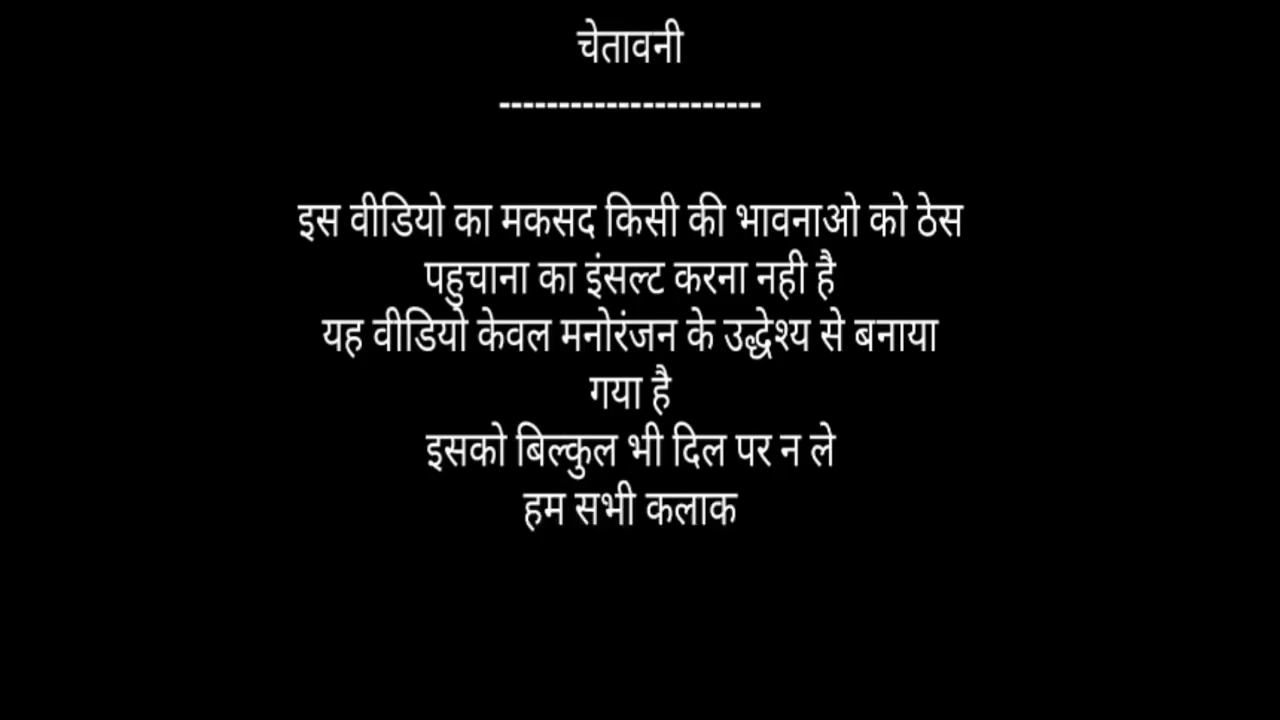 चेतावनी
----------------------
इस वीडियो का मकसद किसी की भावनाओ को ठेस
पहुचाना का इंसल्ट करना नही है
यह वीडियो केवल मनोरंजन के उद्धेश्य से बनाया
गया है
इसको बिल्कुल भी दिल पर न ले
हम सभी कलाक